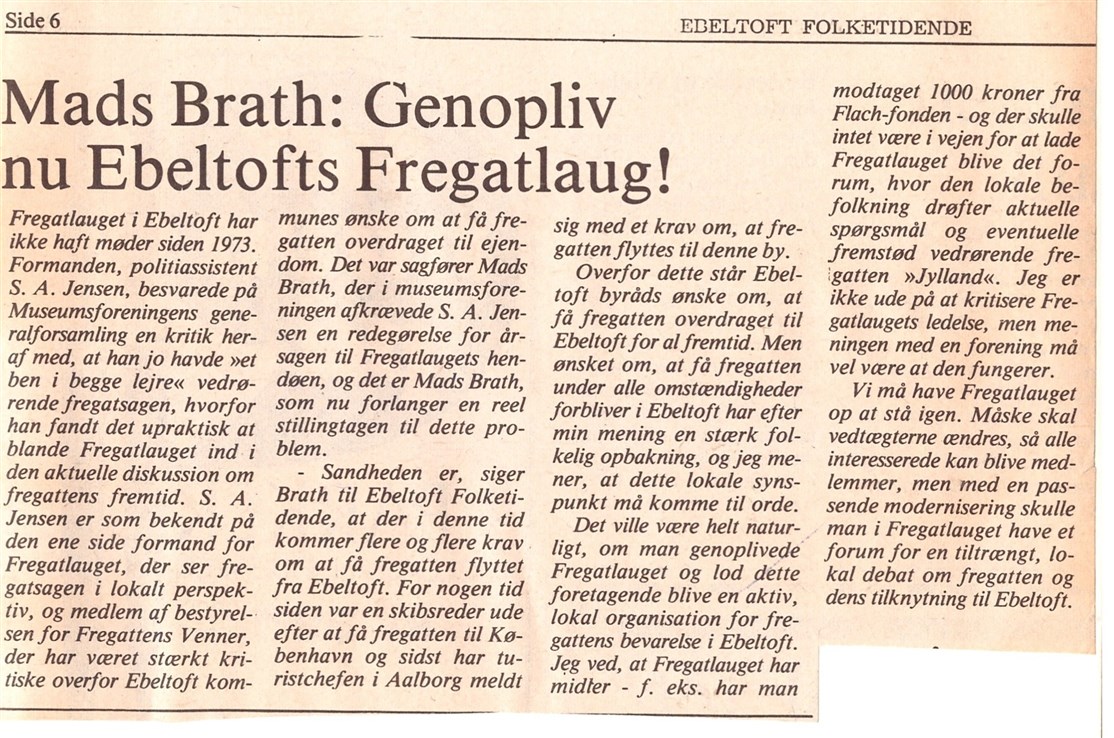 Side 6
EBELTOFT FOLKETIDENDE
Mads Brath: Genopliv
nu Ebeltofts Fregatlaug!
Fregatlauget i Ebeltoft har
ikke haft møder siden 1973.
Formanden, politiassistent
S. A. Jensen, besvarede på
Museumsforeningens gene-
ralforsamling en kritik her-
af med, at han jo havde »et
ben i begge lejre« vedrø-
rende fregatsagen, hvorfor
han fandt det upraktisk at
blande Fregatlauget ind i
den aktuelle diskussion om
fregattens fremtid. S. A.
Jensen er som bekendt på
den ene side formand for
Fregatlauget, der ser fre-
gatsagen i lokalt perspek-
tiv, og medlem af bestyrel-
sen for Fregattens Venner,
der har været stærkt kri-
tiske overfor Ebeltoft kom-
munes ønske om at få fre-
gatten overdraget til ejen-
dom. Det var sagfører Mads
Brath, der i museumsfore-
ningen afkrævede S. A. Jen-
sen en redegørelse for år-
sagen til Fregatlaugets hen-
døen, og det er Mads Brath,
som nu forlanger en reel
stillingtagen til dette pro-
blem.
- Sandheden er, siger
Brath til Ebeltoft Folketi-
dende, at der i denne tid
kommer flere og flere krav
om at få fregatten flyttet
fra Ebeltoft. For nogen tid
siden var en skibsreder ude
efter at få fregatten til Kø-
benhavn og sidst har tu-
ristchefen i Aalborg meldt
sig med et krav om, at fre-
gatten flyttes til denne by.
Overfor dette står Ebel-
toft byråds ønske om, at
få fregatten overdraget til
Ebeltoft for al fremtid. Men
ønsket om, at få fregatten
under alle omstændigheder
forbliver i Ebeltoft har efter
min mening en stærk fol-
kelig opbakning, og jeg me-
ner, at dette lokale syns-
punkt må komme til orde.
Det ville være helt natur-
ligt, om man genoplivede
Fregatlauget og lod dette
foretagende blive en aktiv,
lokal organisation for fre-
gattens bevarelse i Ebeltoft.
Jeg ved, at Fregatlauget har
midler - f. eks. har man
modtaget 1000 kroner fra
Flach-fonden - og der skulle
intet være i vejen for at lade
Fregatlauget blive det fo-
rum, hvor den lokale be-
folkning drøfter aktuelle
spørgsmål og eventuelle
fremstød vedrørende fre-
gatten »Jylland«. Jeg er
ikke ude på at kritisere Fre-
gatlaugets ledelse, men me-
ningen med en forening må
vel være at den fungerer.
Vi må have Fregatlauget
op at stå igen. Måske skal
vedtægterne ændres, så alle
interesserede kan blive med-
lemmer, men med en pas-
sende modernisering skulle
man i Fregatlauget have et
forum for en tiltrængt, lo-
kal debat om fregatten og
dens tilknytning til Ebeltoft.